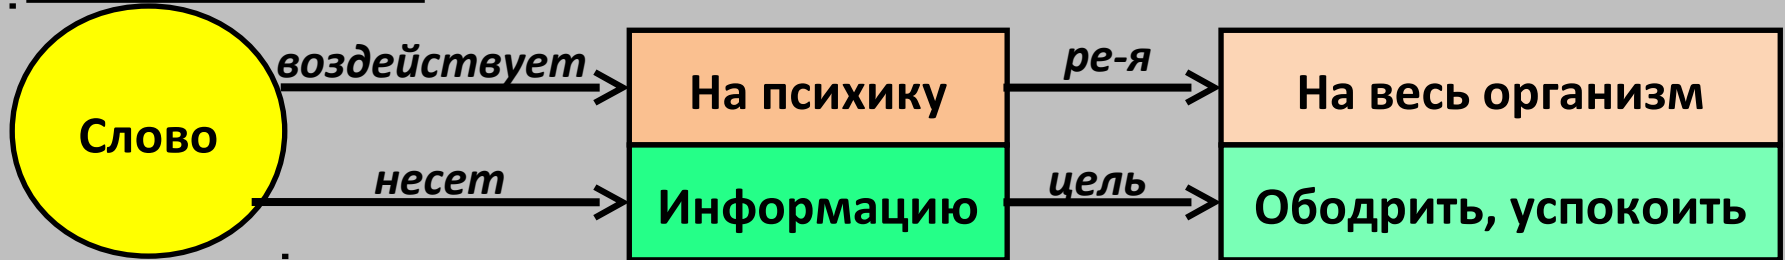 Слово
воздействует
На психику
ре-я
На весь организм
несет
Информацию
цель
Ободрить, успокоить